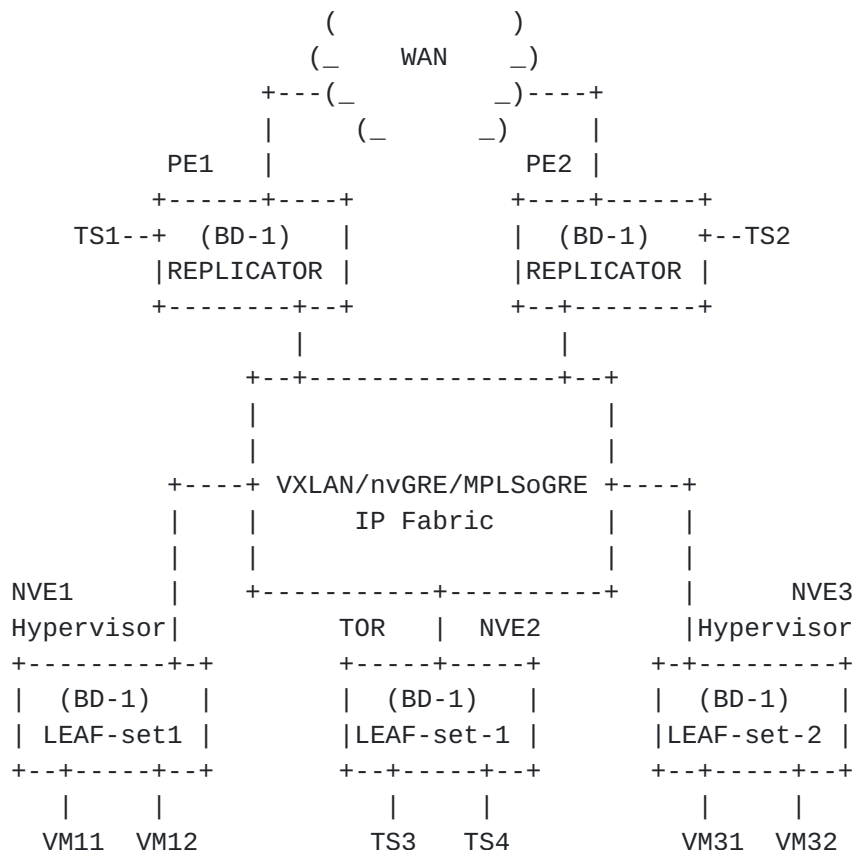 WAN
PE1 PE2
TS1 (BD-1) (BD-1) TS2
REPLICATOR REPLICATOR
VXLAN/nvGRE/MPLSoGRE
IP Fabric
NVE1 NVE3
Hypervisor TOR NVE2 Hypervisor
(BD-1) (BD-1) (BD-1)
LEAF-set1 LEAF-set-1 LEAF-set-2
VM11 VM12 TS3 TS4 VM31 VM32